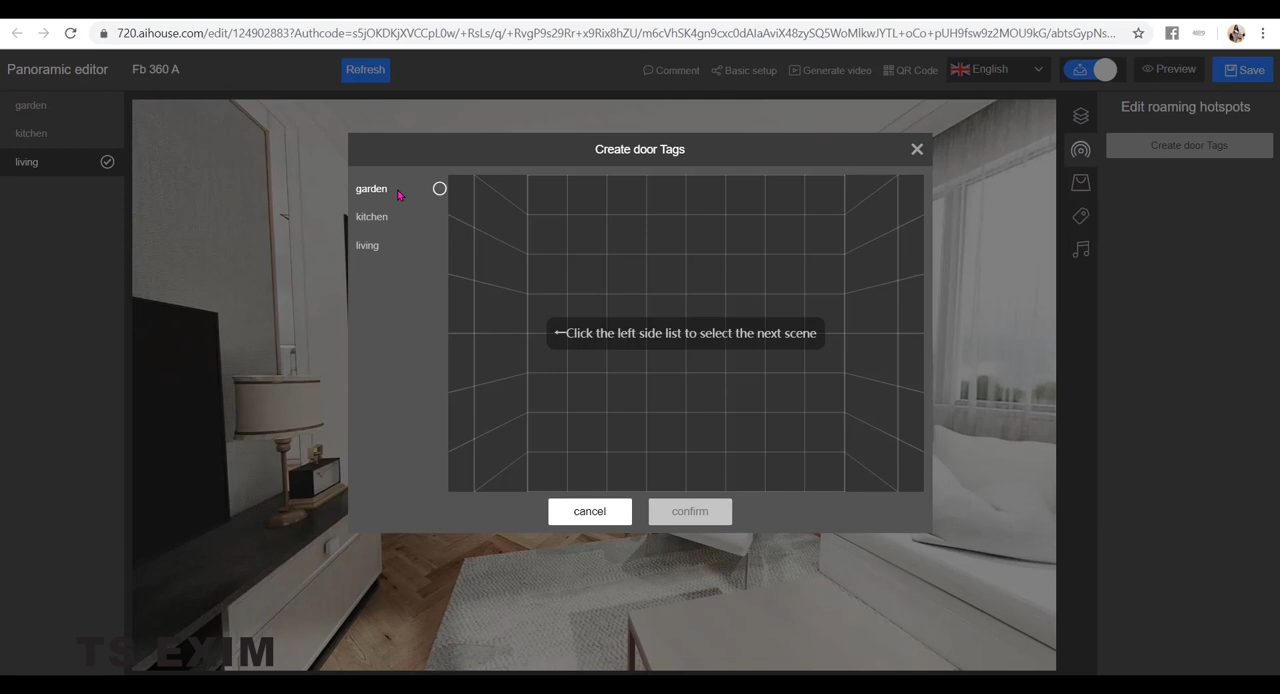 720.aihouse.com/edit/124902883?Authcode=s5jOKDKjXVCCpL0w/+RsLs/q/+RvgP9s29Rr+x9Rix8hZU/m6cVhSK4gn9cxc0dAIaAviX48zySQ5WoMlkwJYTL+oCo+pUH9fsw9z2MOU9kG/abtsGypNs...
Panoramic editor
Fb 360 A
Refresh
Comment
Basic setup
Generate video
QR Code
English
Preview
Save
garden
kitchen
living
Create door Tags
garden
kitchen
living
←Click the left side list to select the next scene
cancel
confirm
Edit roaming hotspots
Create door Tags
TS EXIM